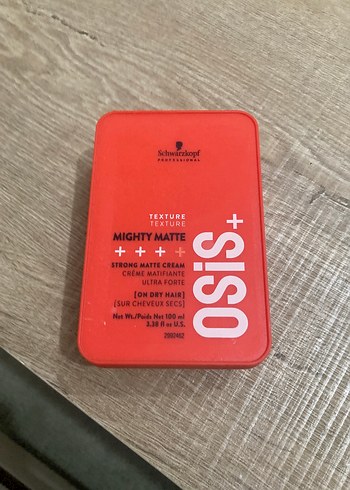 Schwarzkopf
PROFESSIONAL
TEXTURE
TEXTURE
MIGHTY MATTE
+ + + +
STRONG MATTE CREAM
CRÈME MATIFIANTE
ULTRA FORTE
[ON DRY HAIR]
(SUR CHEVEUX SECS)
Net Wt./Poids Net 100 ml
3.38 fl oz U.S.
OSiS+